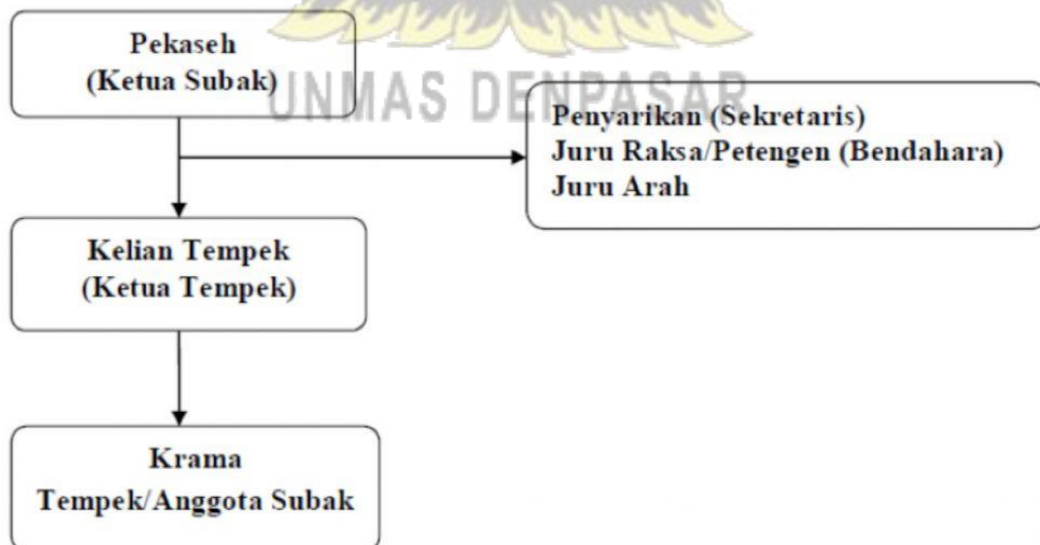 Pekaseh
(Ketua Subak)
UNMAS DENPASAR
Penyarikan (Sekretaris)
Juru Raksa/Petengen (Bendahara)
Juru Arah
Kelian Tempek
(Ketua Tempek)
Krama
Tempek/Anggota Subak